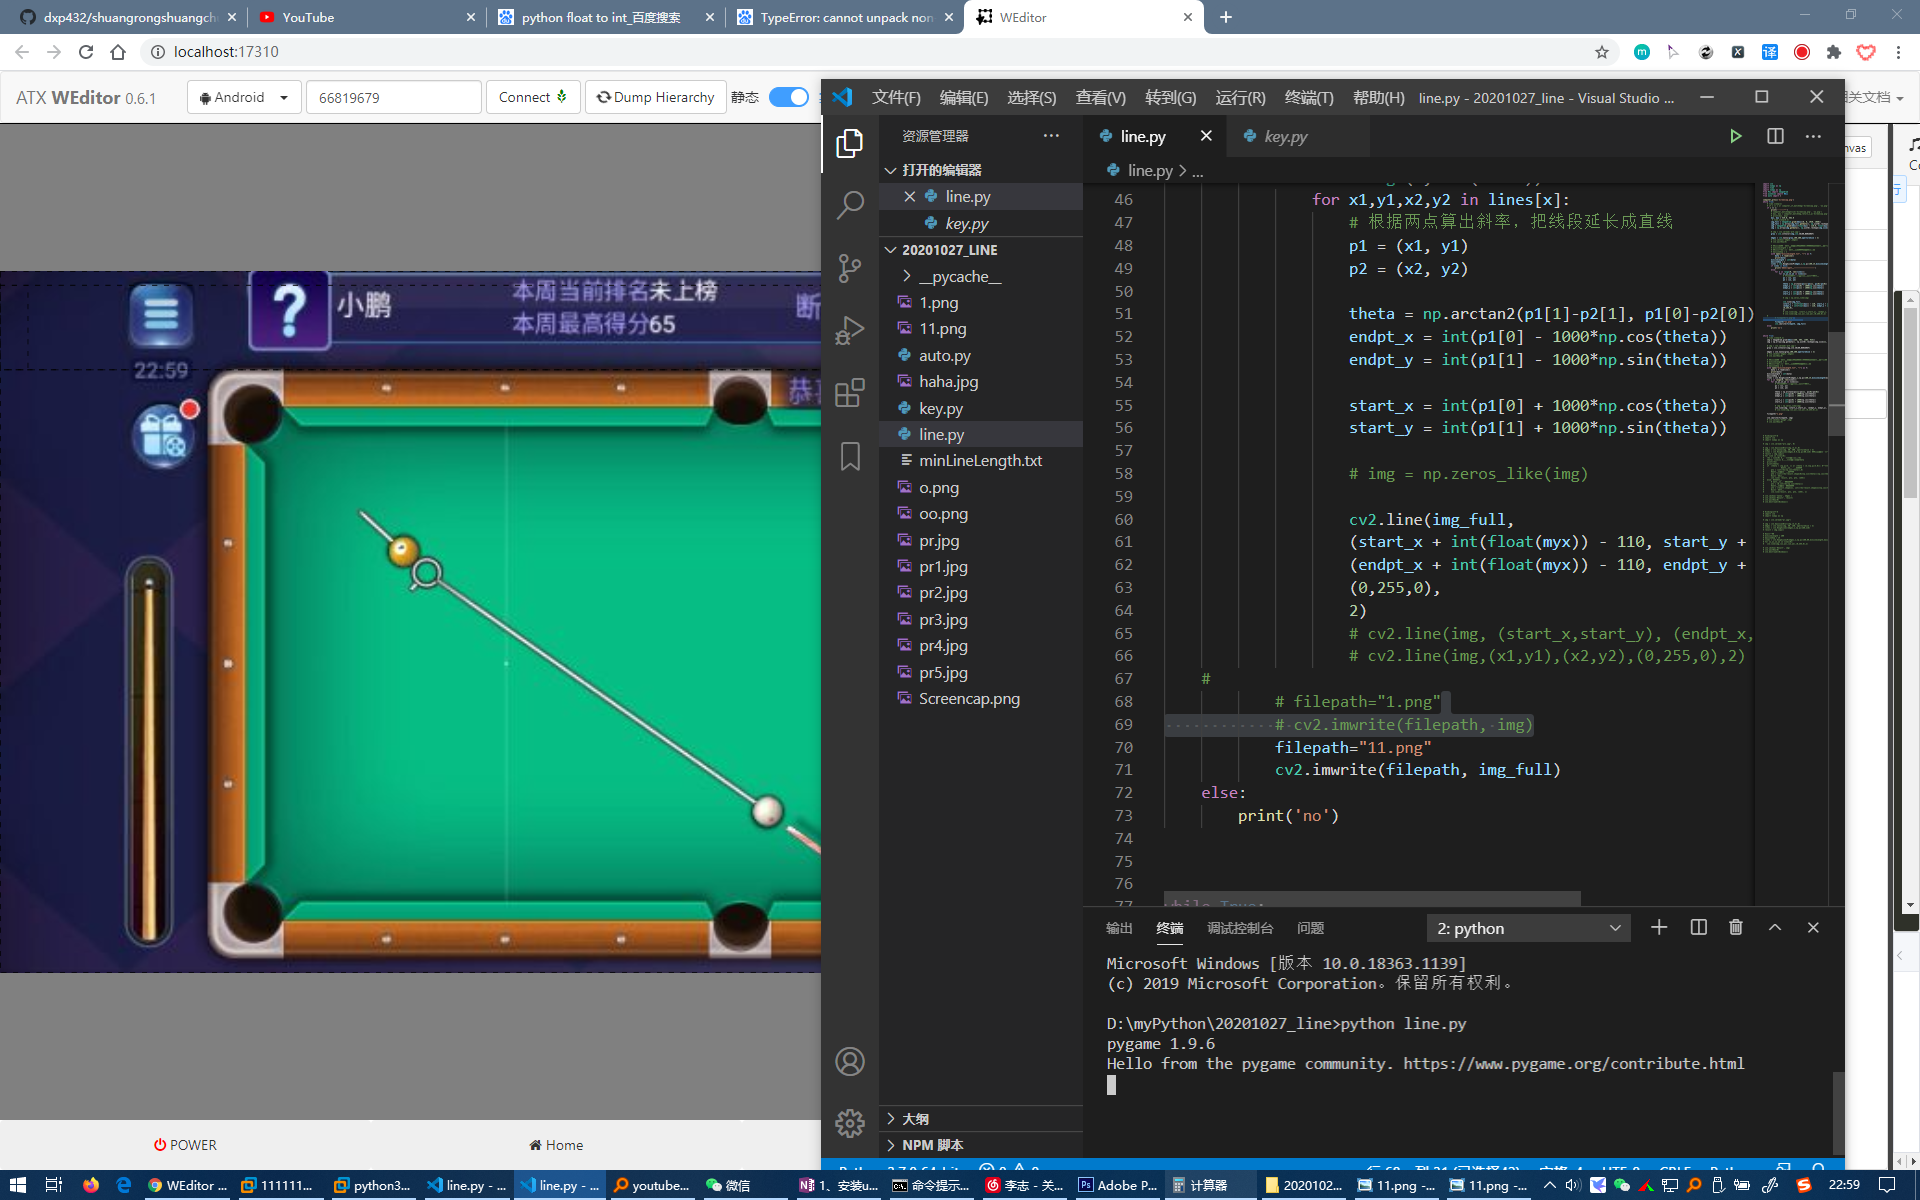 dxp432/shuangrongshuangch
YouTube
python float to int_百度搜索
TypeError: cannot unpack non
WEditor
localhost:17310
ATX WEditor 0.6.1
Android
66819679
Connect
Dump Hierarchy
静态
文件(F)
编辑(E)
选择(S)
查看(V)
转到(G)
运行(R)
终端(T)
帮助(H)
line.py - 20201027_line - Visual Studio ...
关文档
nvas
小鹏
本周当前排名未上榜
本周最高得分65
断
22:59
恭
资源管理器
打开的编辑器
line.py
key.py
20201027_LINE
__pycache__
1.png
11.png
auto.py
haha.jpg
key.py
line.py
minLineLength.txt
o.png
oo.png
pr.jpg
pr1.jpg
pr2.jpg
pr3.jpg
pr4.jpg
pr5.jpg
Screencap.png
大纲
NPM 脚本
line.py
key.py
line.py > ...
46 for x1,y1,x2,y2 in lines[x]:
47 # 根据两点算出斜率，把线段延长成直线
48 p1 = (x1, y1)
49 p2 = (x2, y2)
50
51 theta = np.arctan2(p1[1]-p2[1], p1[0]-p2[0])
52 endpt_x = int(p1[0] - 1000*np.cos(theta))
53 endpt_y = int(p1[1] - 1000*np.sin(theta))
54
55 start_x = int(p1[0] + 1000*np.cos(theta))
56 start_y = int(p1[1] + 1000*np.sin(theta))
57
58 # img = np.zeros_like(img)
59
60 cv2.line(img_full,
61 (start_x + int(float(myx)) - 110, start_y +
62 (endpt_x + int(float(myx)) - 110, endpt_y +
63 (0,255,0),
64 2)
65 # cv2.line(img, (start_x,start_y), (endpt_x,
66 # cv2.line(img,(x1,y1),(x2,y2),(0,255,0),2)
67 #
68 # filepath="1.png"
69 # cv2.imwrite(filepath, img)
70 filepath="11.png"
71 cv2.imwrite(filepath, img_full)
72 else:
73 print('no')
74
75
76
77 while True:
输出
终端
调试控制台
问题
2: python
Microsoft Windows [版本 10.0.18363.1139]
(c) 2019 Microsoft Corporation。保留所有权利。
D:\myPython\20201027_line>python line.py
pygame 1.9.6
Hello from the pygame community. https://www.pygame.org/contribute.html
POWER
Home
WEditor ...
111111...
python3...
line.py - ...
line.py - ...
youtube...
微信
1、安装u...
命令提示...
李志 - 关...
Adobe P...
计算器
2020102...
11.png -...
11.png -...
22:59